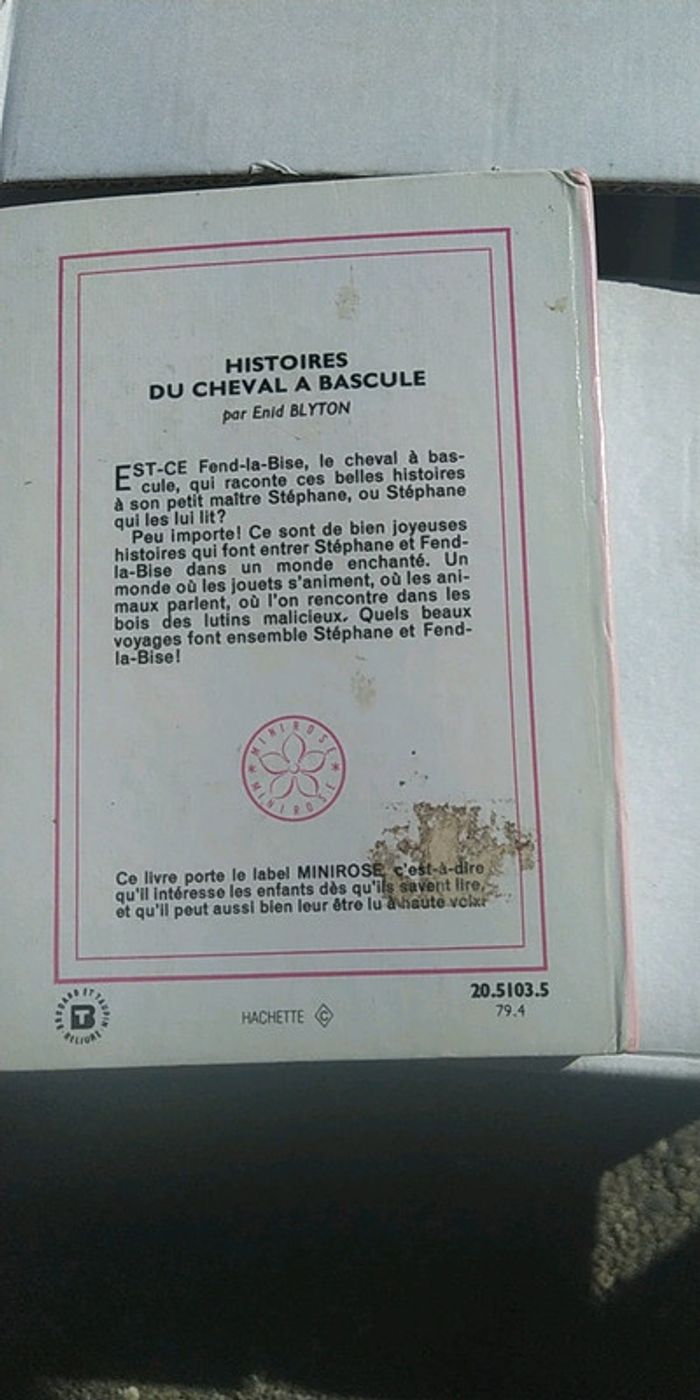 HISTOIRES
DU CHEVAL A BASCULE
par Enid BLYTON
EST-CE Fend-la-Bise, le cheval à bas-
cule, qui raconte ces belles histoires
à son petit maître Stéphane, ou Stéphane
qui les lui lit?
Peu importe! Ce sont de bien joyeuses
histoires qui font entrer Stéphane et Fend-
la-Bise dans un monde enchanté. Un
monde où les jouets s'animent, où les ani-
maux parlent, où l'on rencontre dans les
bois des lutins malicieux. Quels beaux
voyages font ensemble Stéphane et Fend-
la-Bise!
MINIROSE * MINIROSE *
Ce livre porte le label MINIROSE, c'est-à-dire
qu'il intéresse les enfants dès qu'ils savent lire,
et qu'il peut aussi bien leur être lu à haute voix.
BRODARD ET TAUPIN
BT
RELIURE
HACHETTE C
20.5103.5
79.4